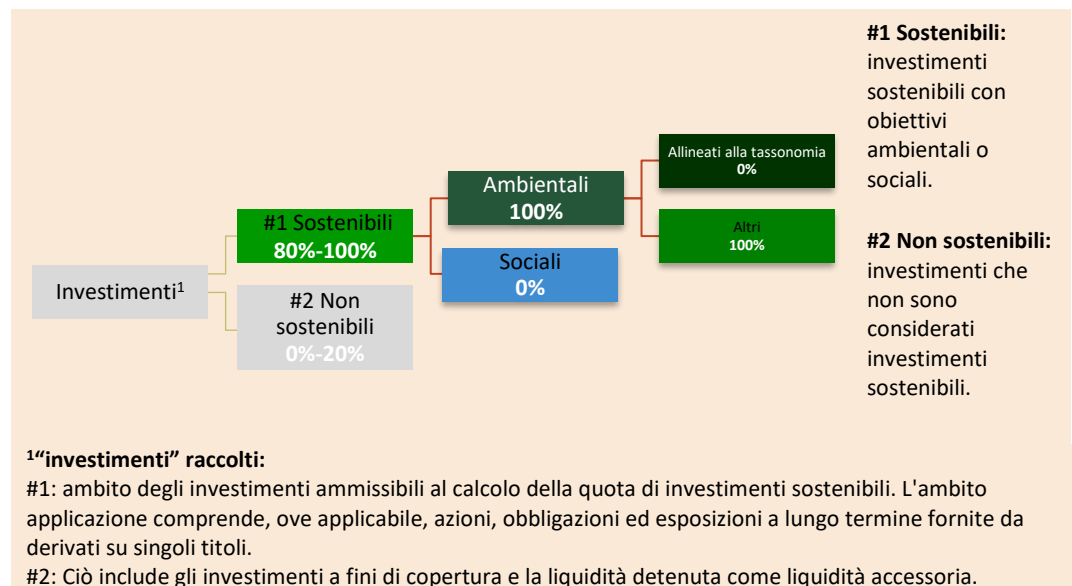 Investimenti¹
#1 Sostenibili
80%-100%
#2 Non
sostenibili
0%-20%
Ambientali
100%
Sociali
0%
Allineati alla tassonomia
0%
Altri
100%
#1 Sostenibili:
investimenti
sostenibili con
obiettivi
ambientali o
sociali.
#2 Non sostenibili:
investimenti che
non sono
considerati
investimenti
sostenibili.
¹“investimenti” raccolti:
#1: ambito degli investimenti ammissibili al calcolo della quota di investimenti sostenibili. L'ambito
applicazione comprende, ove applicabile, azioni, obbligazioni ed esposizioni a lungo termine fornite da
derivati su singoli titoli.
#2: Ciò include gli investimenti a fini di copertura e la liquidità detenuta come liquidità accessoria.